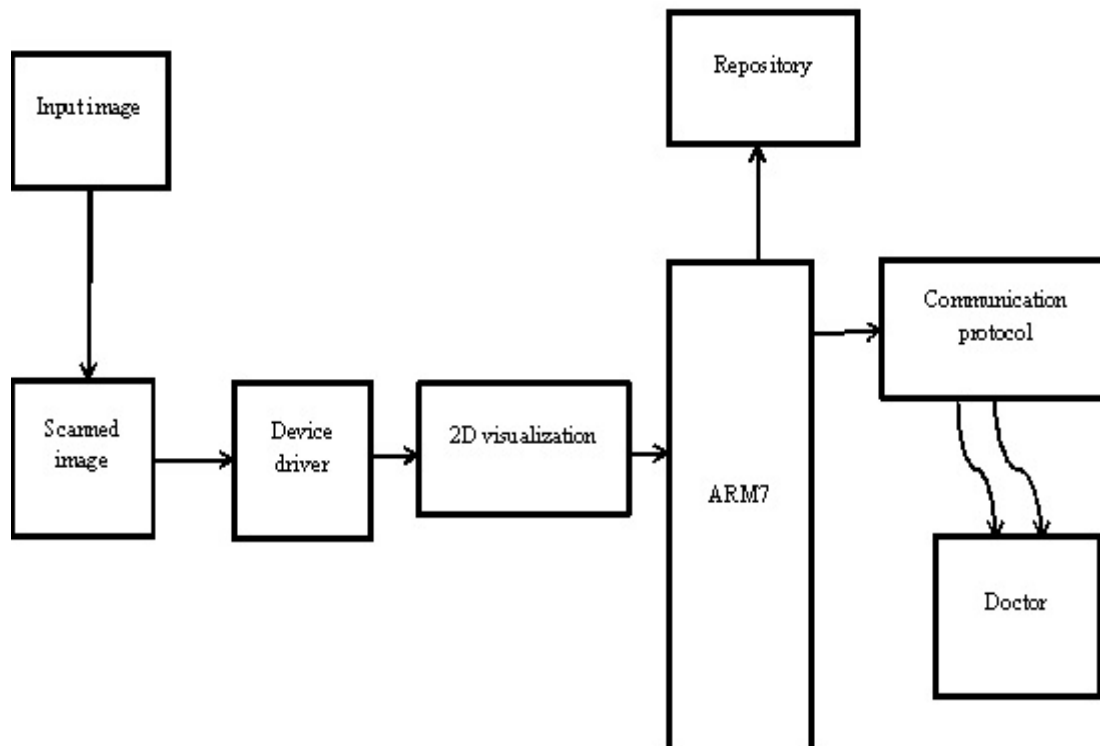 Input image
Repository
Communication
protocol
Scanned
image
Device
driver
2D visualization
ARM7
Doctor